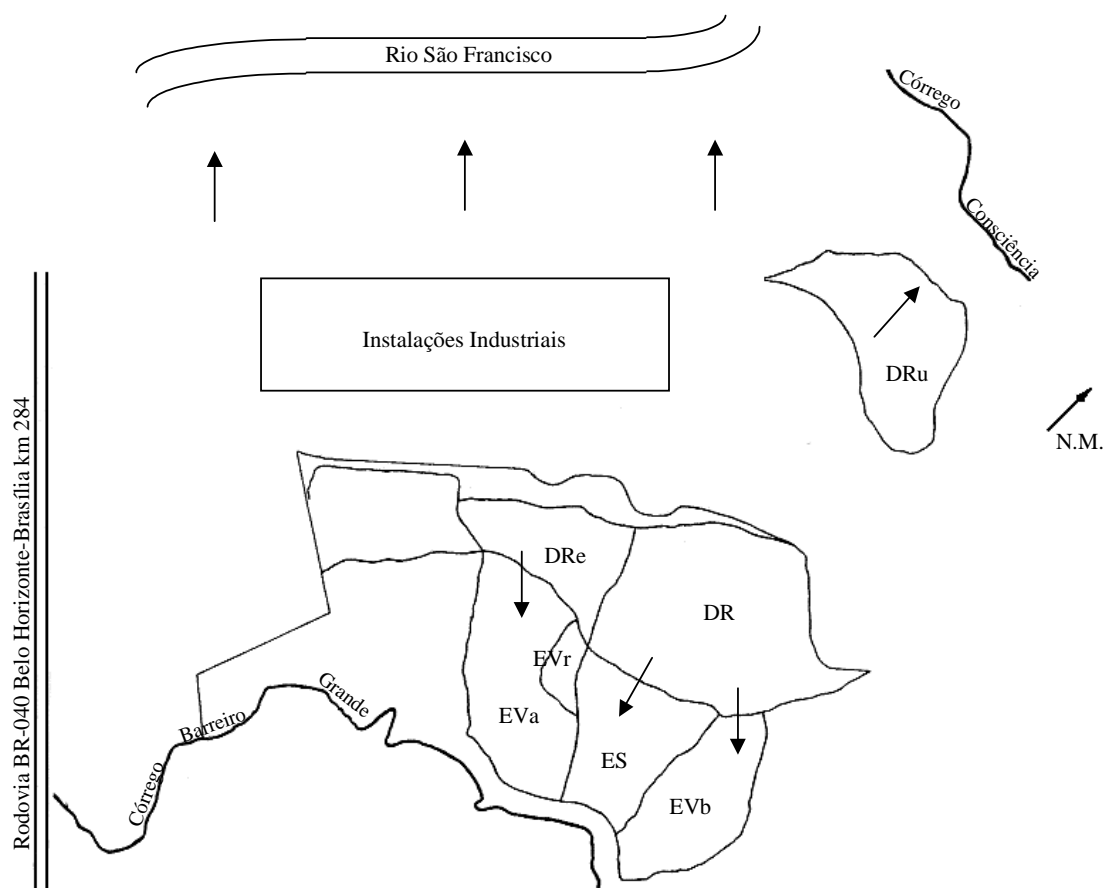 Rio São Francisco
Córrego
Consciência
Instalações Industriais
DRu
N.M.
Rodovia BR-040 Belo Horizonte-Brasília km 284
DRe
DR
EVr
Grande
Barreiro
Córrego
EVa
ES
EVb